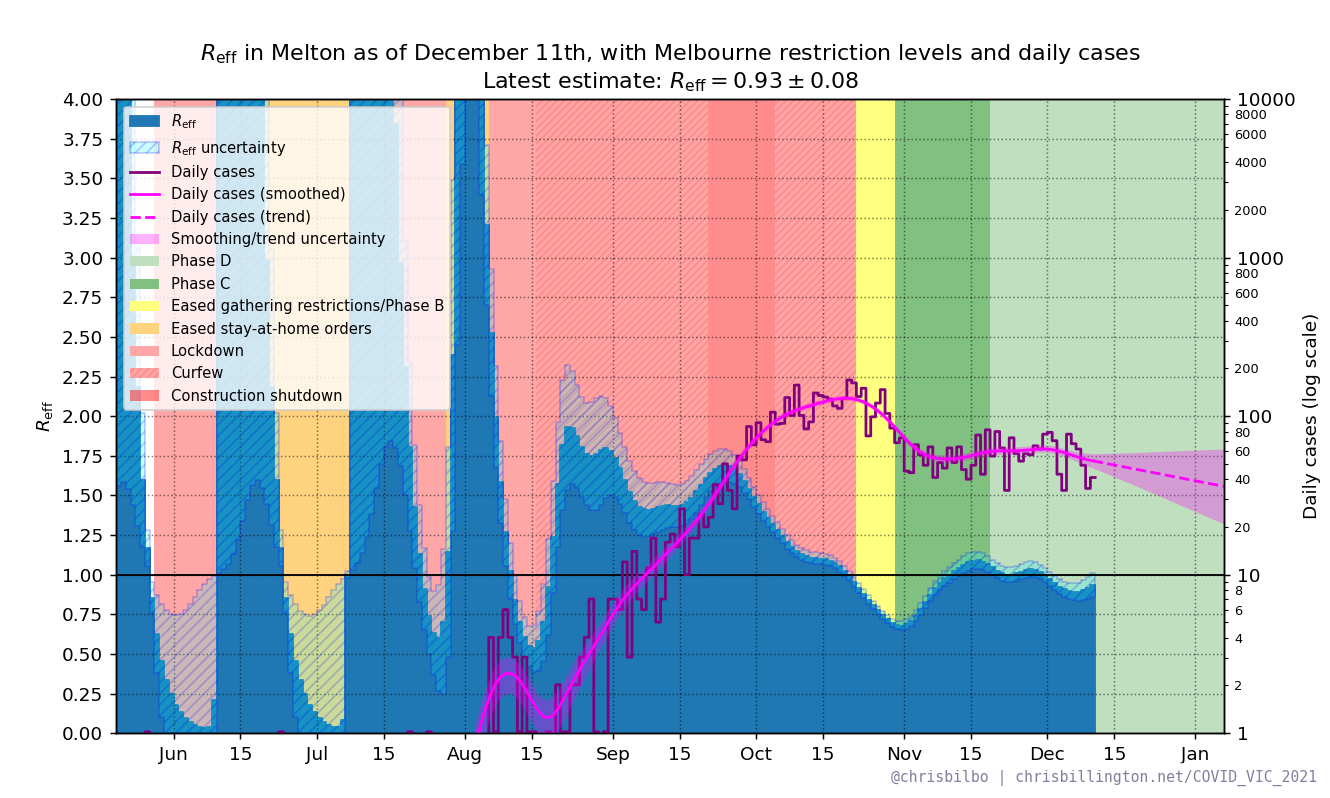 Reff in Melton as of December 11th, with Melbourne restriction levels and daily cases
Latest estimate: Reff = 0.93 ± 0.08
Reff
Reff uncertainty
Daily cases
Daily cases (smoothed)
Daily cases (trend)
Smoothing/trend uncertainty
Phase D
Phase C
Eased gathering restrictions/Phase B
Eased stay-at-home orders
Lockdown
Curfew
Construction shutdown
Reff
4.00
3.75
3.50
3.25
3.00
2.75
2.50
2.25
2.00
1.75
1.50
1.25
1.00
0.75
0.50
0.25
0.00
10000
8000
6000
4000
2000
1000
800
600
400
200
100
80
60
40
20
10
8
6
4
2
1
Daily cases (log scale)
Jun 15 Jul 15 Aug 15 Sep 15 Oct 15 Nov 15 Dec 15 Jan
@chrisbilbo | chrisbillington.net/COVID_VIC_2021